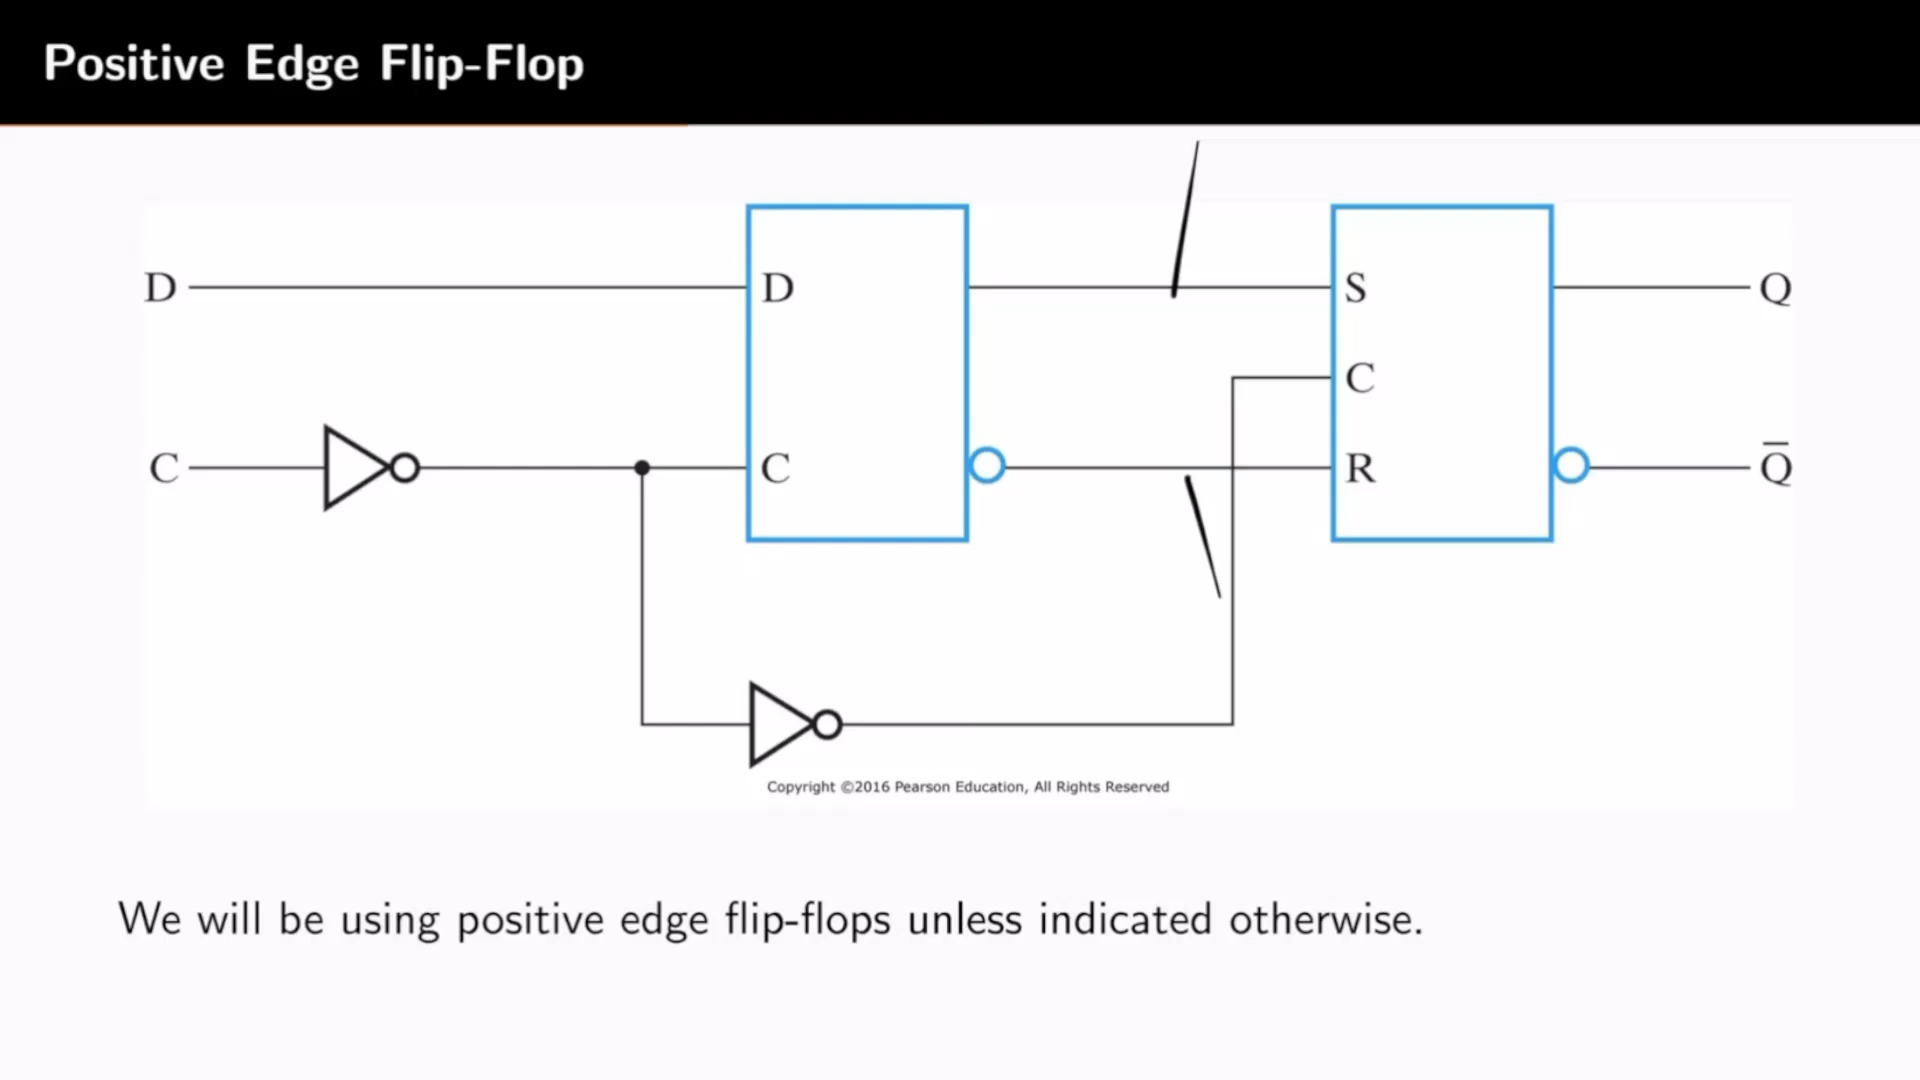 Positive Edge Flip-Flop
D D S Q
C
C C R Q̅
Copyright ©2016 Pearson Education, All Rights Reserved
We will be using positive edge flip-flops unless indicated otherwise.